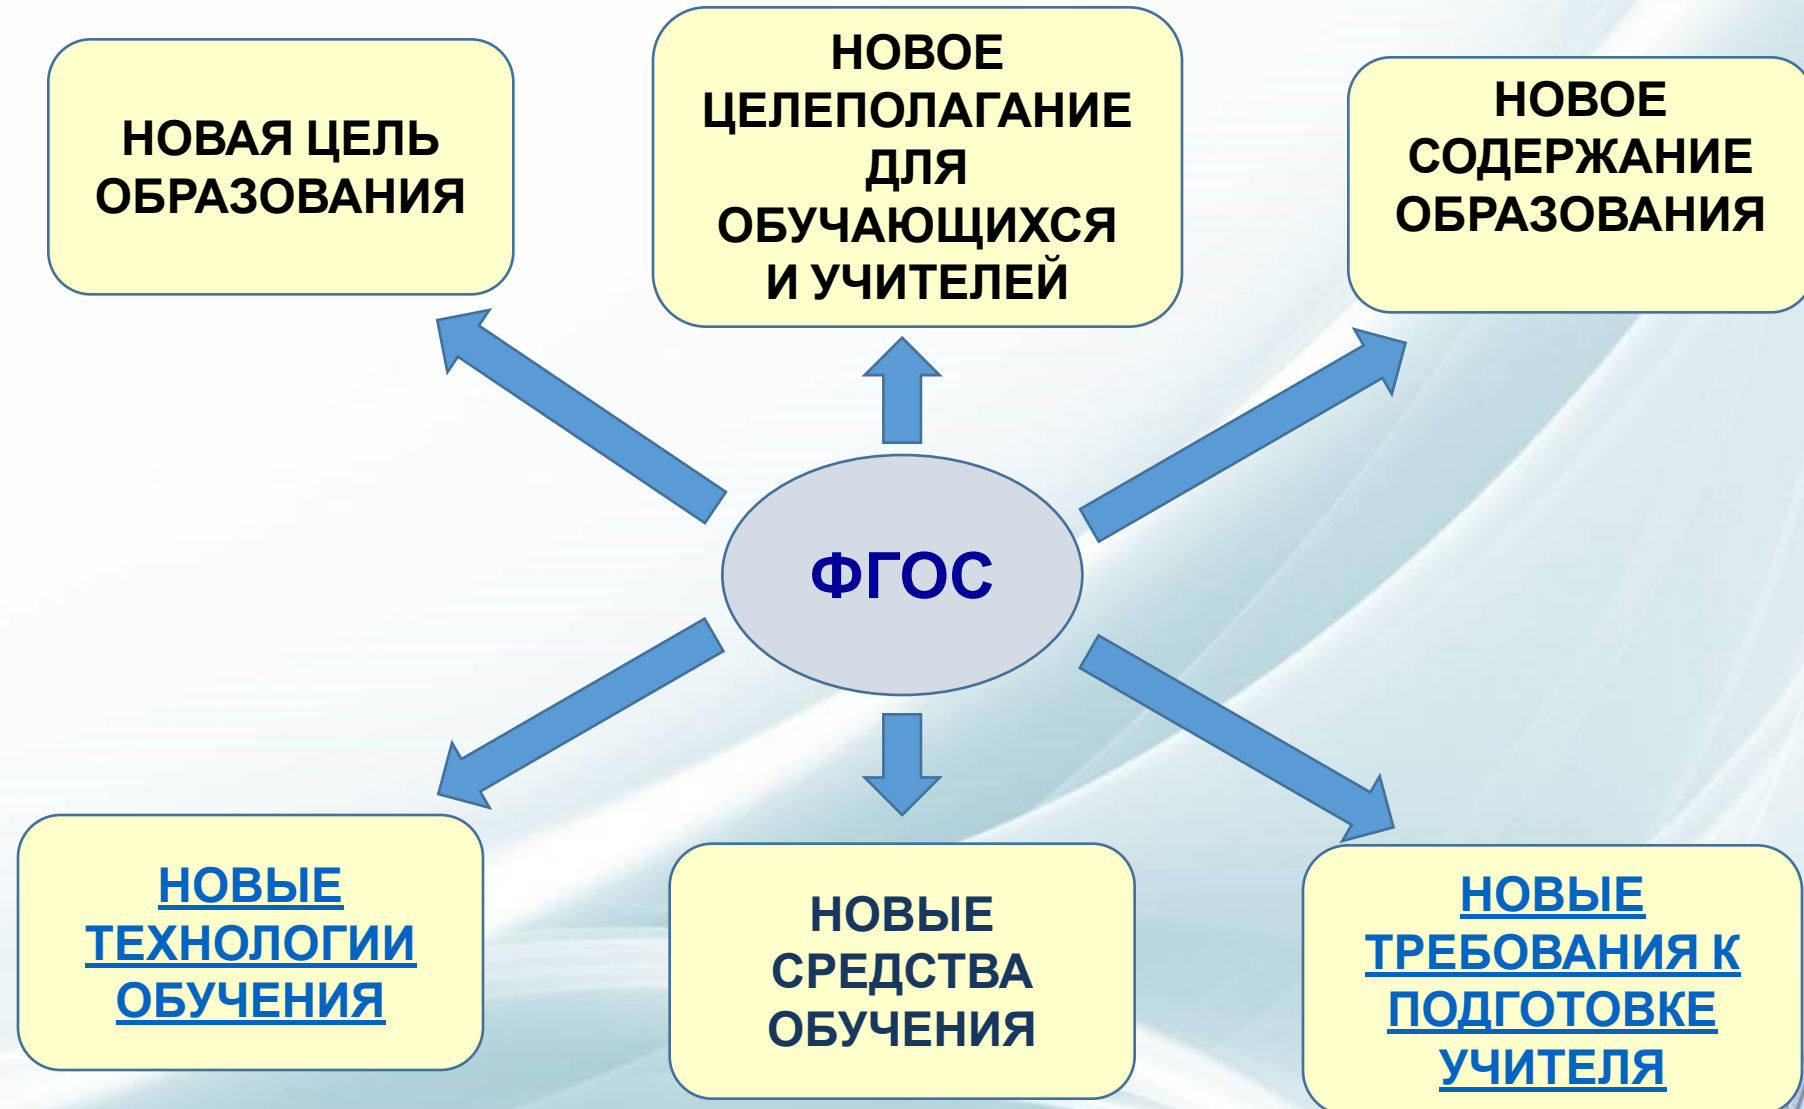 НОВАЯ ЦЕЛЬ
ОБРАЗОВАНИЯ
НОВОЕ
ЦЕЛЕПОЛАГАНИЕ
ДЛЯ
ОБУЧАЮЩИХСЯ
И УЧИТЕЛЕЙ
НОВОЕ
СОДЕРЖАНИЕ
ОБРАЗОВАНИЯ
ФГОС
НОВЫЕ
ТЕХНОЛОГИИ
ОБУЧЕНИЯ
НОВЫЕ
СРЕДСТВА
ОБУЧЕНИЯ
НОВЫЕ
ТРЕБОВАНИЯ К
ПОДГОТОВКЕ
УЧИТЕЛЯ